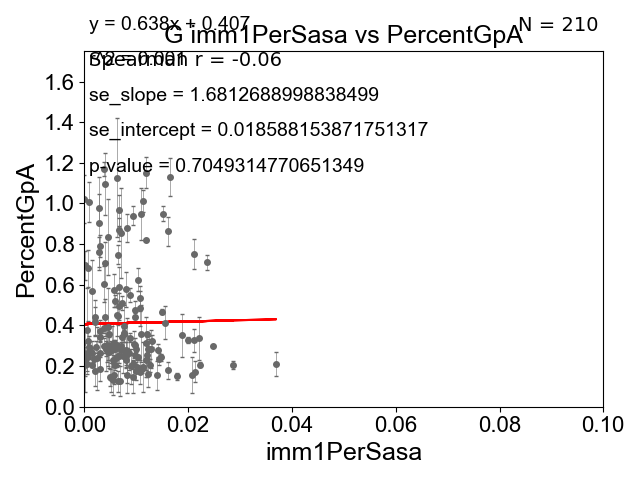 y = 0.638x + 0.407
N = 210
G imm1PerSasa vs PercentGpA
Spearman r = -0.06
se_slope = 1.6812688998838499
se_intercept = 0.018588153871751317
p-value = 0.7049314770651349
PercentGpA
1.6
1.4
1.2
1.0
0.8
0.6
0.4
0.2
0.0
0.00 0.02 0.04 0.06 0.08 0.10
imm1PerSasa